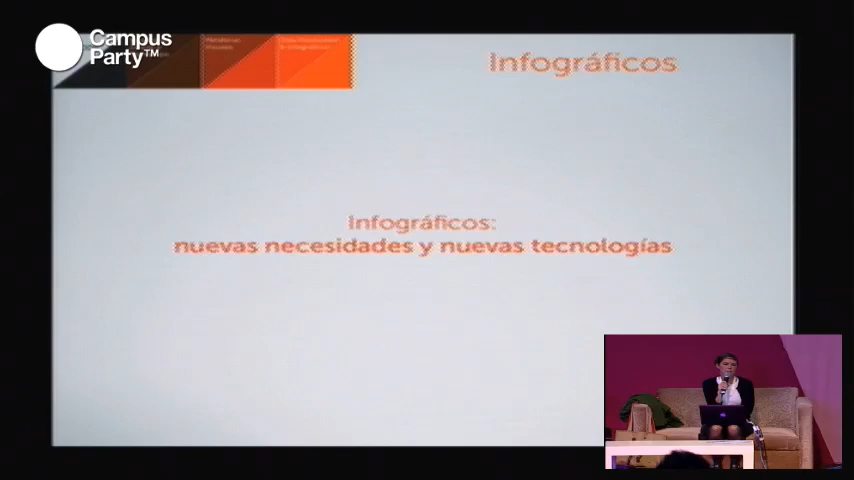 Campus
Party™
Infográficos
Infográficos:
nuevas necesidades y nuevas tecnologías